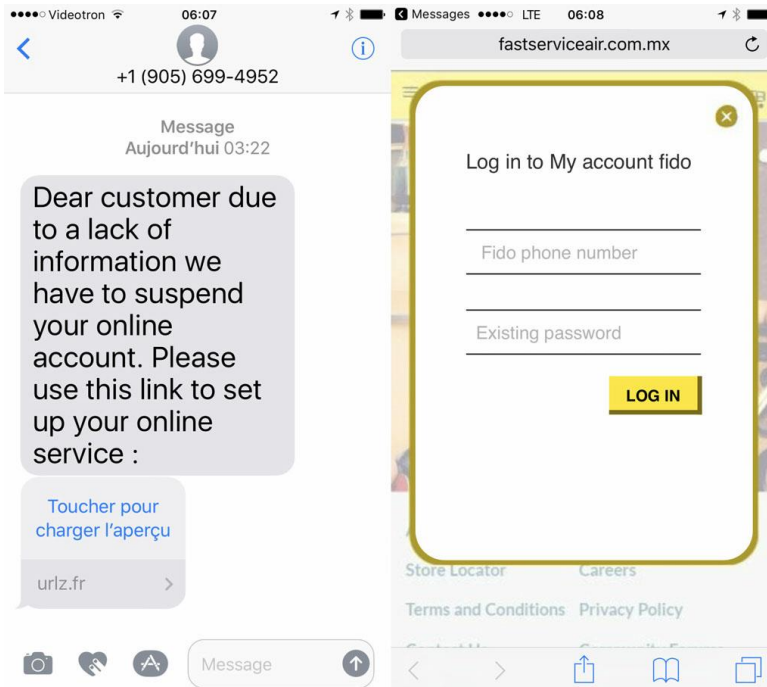 Videotron
06:07
+1 (905) 699-4952
Message
Aujourd'hui 03:22
Dear customer due
to a lack of
information we
have to suspend
your online
account. Please
use this link to set
up your online
service :
Toucher pour
charger l'aperçu
urlz.fr
Message
Messages
LTE
06:08
fastserviceair.com.mx
Log in to My account fido
Fido phone number
Existing password
LOG IN
Store Locator
Careers
Terms and Conditions
Privacy Policy